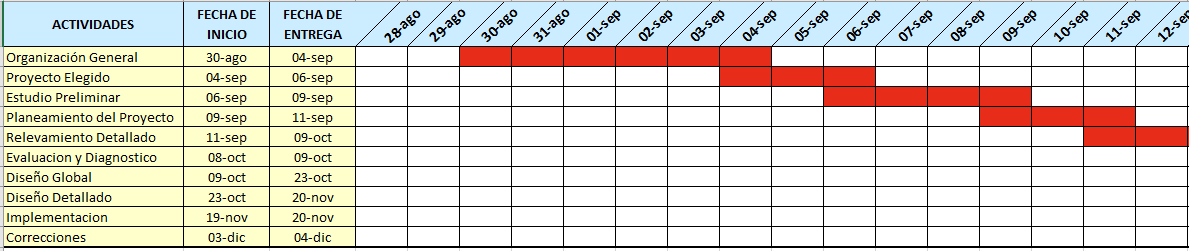 ACTIVIDADES FECHA DE INICIO FECHA DE ENTREGA 28-ago 29-ago 30-ago 31-ago 01-sep 02-sep 03-sep 04-sep 05-sep 06-sep 07-sep 08-sep 09-sep 10-sep 11-sep 12-se
Organización General 30-ago 04-sep
Proyecto Elegido 04-sep 06-sep
Estudio Preliminar 06-sep 09-sep
Planeamiento del Proyecto 09-sep 11-sep
Relevamiento Detallado 11-sep 09-oct
Evaluacion y Diagnostico 08-oct 09-oct
Diseño Global 09-oct 23-oct
Diseño Detallado 23-oct 20-nov
Implementacion 19-nov 20-nov
Correcciones 03-dic 04-dic